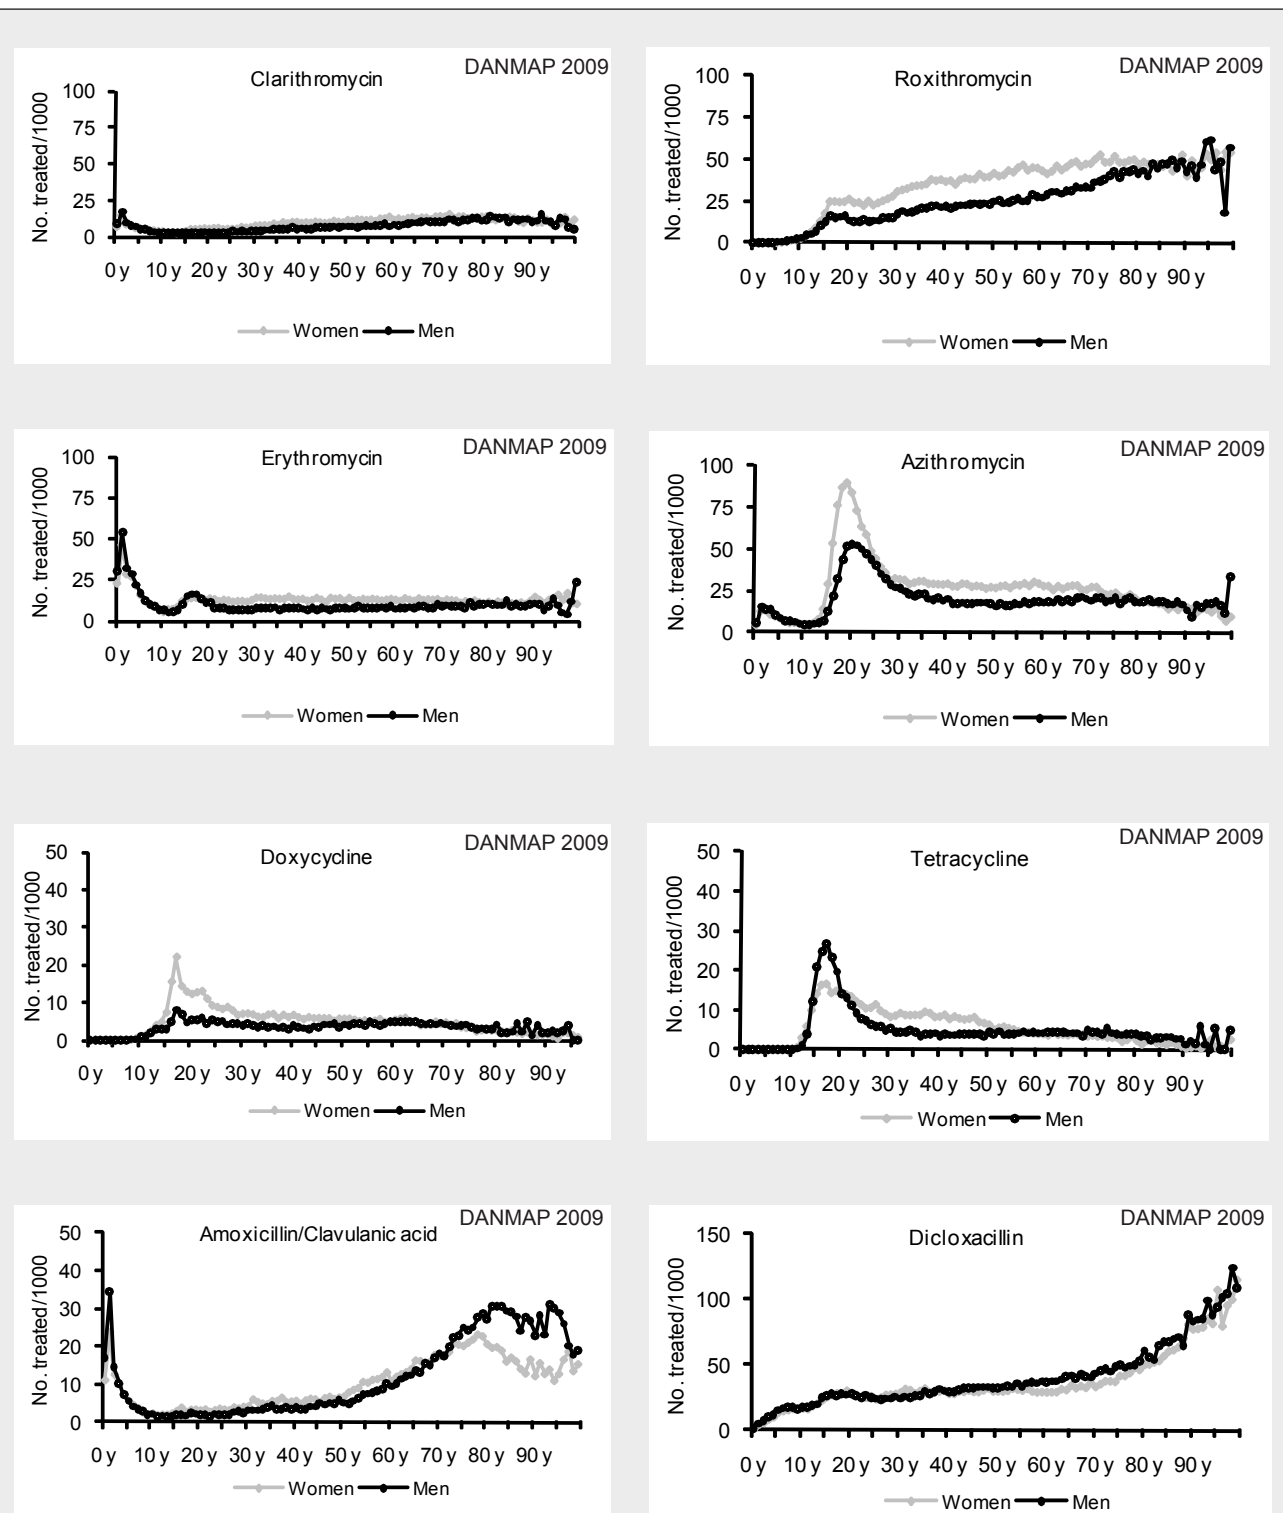 Clarithromycin
DANMAP 2009
No. treated/1000
100
75
50
25
0
0 y 10 y 20 y 30 y 40 y 50 y 60 y 70 y 80 y 90 y
Women Men
Roxithromycin
DANMAP 2009
No. treated/1000
100
75
50
25
0
0 y 10 y 20 y 30 y 40 y 50 y 60 y 70 y 80 y 90 y
Women Men
Erythromycin
DANMAP 2009
No. treated/1000
100
75
50
25
0
0 y 10 y 20 y 30 y 40 y 50 y 60 y 70 y 80 y 90 y
Women Men
Azithromycin
DANMAP 2009
No. treated/1000
100
75
50
25
0
0 y 10 y 20 y 30 y 40 y 50 y 60 y 70 y 80 y 90 y
Women Men
Doxycycline
DANMAP 2009
No. treated/1000
50
40
30
20
10
0
0 y 10 y 20 y 30 y 40 y 50 y 60 y 70 y 80 y 90 y
Women Men
Tetracycline
DANMAP 2009
No. treated/1000
50
40
30
20
10
0
0 y 10 y 20 y 30 y 40 y 50 y 60 y 70 y 80 y 90 y
Women Men
Amoxicillin/Clavulanic acid
DANMAP 2009
No. treated/1000
50
40
30
20
10
0
0 y 10 y 20 y 30 y 40 y 50 y 60 y 70 y 80 y 90 y
Women Men
Dicloxacillin
DANMAP 2009
No. treated/1000
150
100
50
0
0 y 10 y 20 y 30 y 40 y 50 y 60 y 70 y 80 y 90 y
Women Men